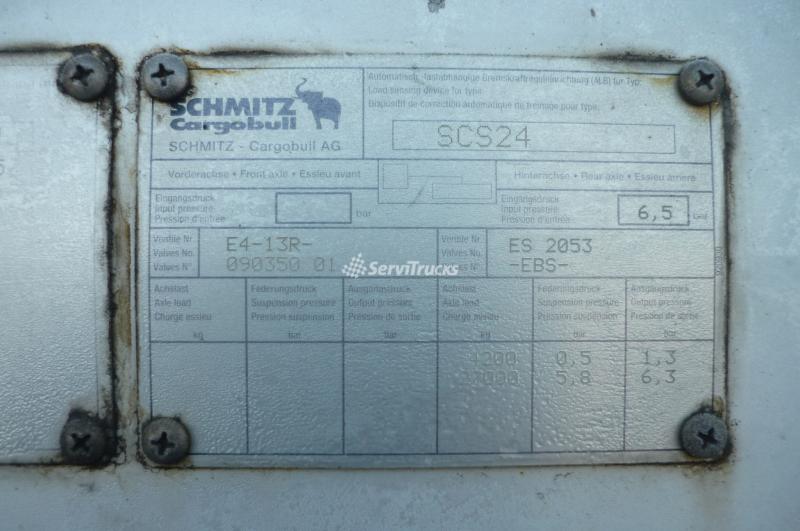 SCHMITZ
Cargobull
SCHMITZ - Cargobull AG
Automatisch-lastabhängige Bremskraftregeleinrichtung (ALB) für Typ:
Load sensing device for type
Dispositif de correction automatique de freinage pour type:
SCS24
Vorderachse • Front axle • Essieu avant
Hinterachse • Rear axle • Essieu arrière
Eingangsdruck
Input pressure
Pression d'entrée
bar
Eingangsdruck
Input pressure
Pression d'entrée
6,5
bar
Ventile Nr.
Valves No.
Valves N°
E4-13R-
090350 01
Ventile Nr.
Valves No.
Valves N°
ES 2053
-EBS-
ServiTrucks
Achslast
Axle load
Charge essieu
kg
Federungsdruck
Suspension pressure
Pression suspension
bar
Ausgangsdruck
Output pressure
Pression de sortie
bar
Achslast
Axle load
Charge essieu
kg
Federungsdruck
Suspension pressure
Pression suspension
bar
Ausgangsdruck
Output pressure
Pression de sortie
bar
4200 0.5 1,3
27000 5,8 6,3